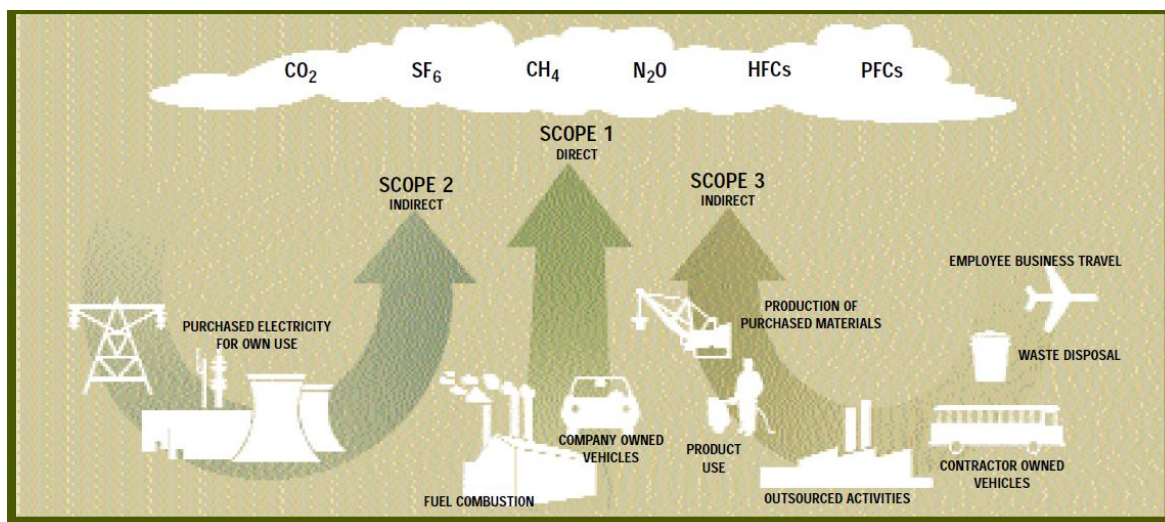 CO₂ SF₆ CH₄ N₂O HFCs PFCs
SCOPE 1
DIRECT
SCOPE 2
INDIRECT
SCOPE 3
INDIRECT
EMPLOYEE BUSINESS TRAVEL
PURCHASED ELECTRICITY
FOR OWN USE
PRODUCTION OF
PURCHASED MATERIALS
WASTE DISPOSAL
COMPANY OWNED
VEHICLES
PRODUCT
USE
CONTRACTOR OWNED
VEHICLES
FUEL COMBUSTION
OUTSOURCED ACTIVITIES